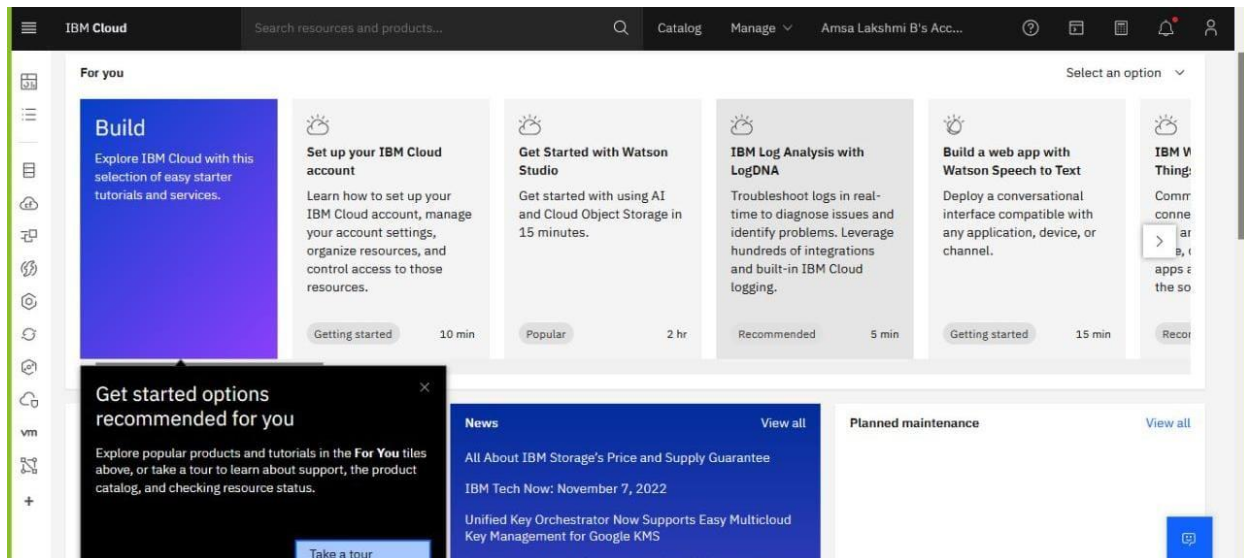 IBM Cloud
Search resources and products...
Catalog
Manage
Amsa Lakshmi B's Acc...
For you
Select an option
Build
Explore IBM Cloud with this
selection of easy starter
tutorials and services.
Set up your IBM Cloud
account
Learn how to set up your
IBM Cloud account, manage
your account settings,
organize resources, and
control access to those
resources.
Getting started
10 min
Get Started with Watson
Studio
Get started with using AI
and Cloud Object Storage in
15 minutes.
Popular
2 hr
IBM Log Analysis with
LogDNA
Troubleshoot logs in real-
time to diagnose issues and
identify problems. Leverage
hundreds of integrations
and built-in IBM Cloud
logging.
Recommended
5 min
Build a web app with
Watson Speech to Text
Deploy a conversational
interface compatible with
any application, device, or
channel.
Getting started
15 min
IBM
apps
the
vm
Get started options
recommended for you
Explore popular products and tutorials in the For You tiles
above, or take a tour to learn about support, the product
catalog, and checking resource status.
Take a tour
News
View all
All About IBM Storage's Price and Supply Guarantee
IBM Tech Now: November 7, 2022
Unified Key Orchestrator Now Supports Easy Multicloud
Key Management for Google KMS
Planned maintenance
View all